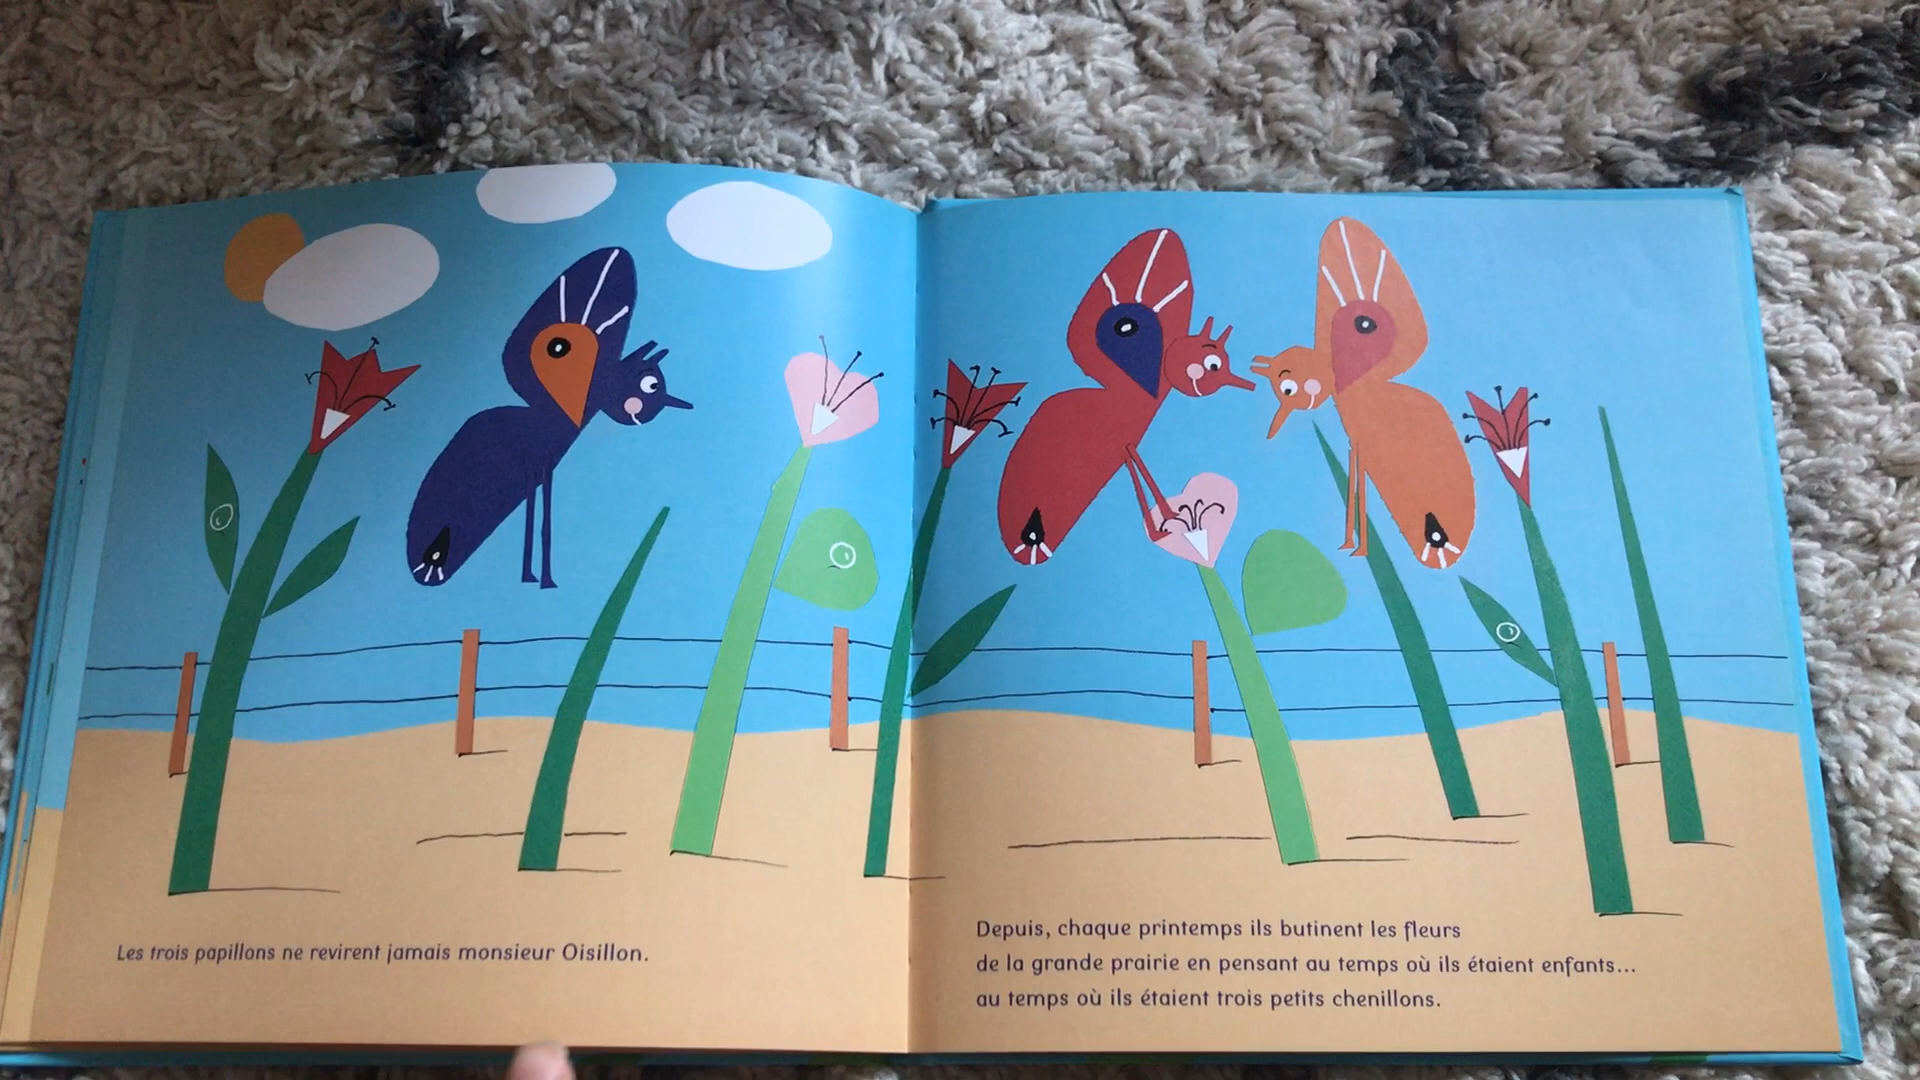 Les trois papillons ne revirent jamais monsieur Oisillon.
Depuis, chaque printemps ils butinent les fleurs
de la grande prairie en pensant au temps où ils étaient enfants...
au temps où ils étaient trois petits chenillons.